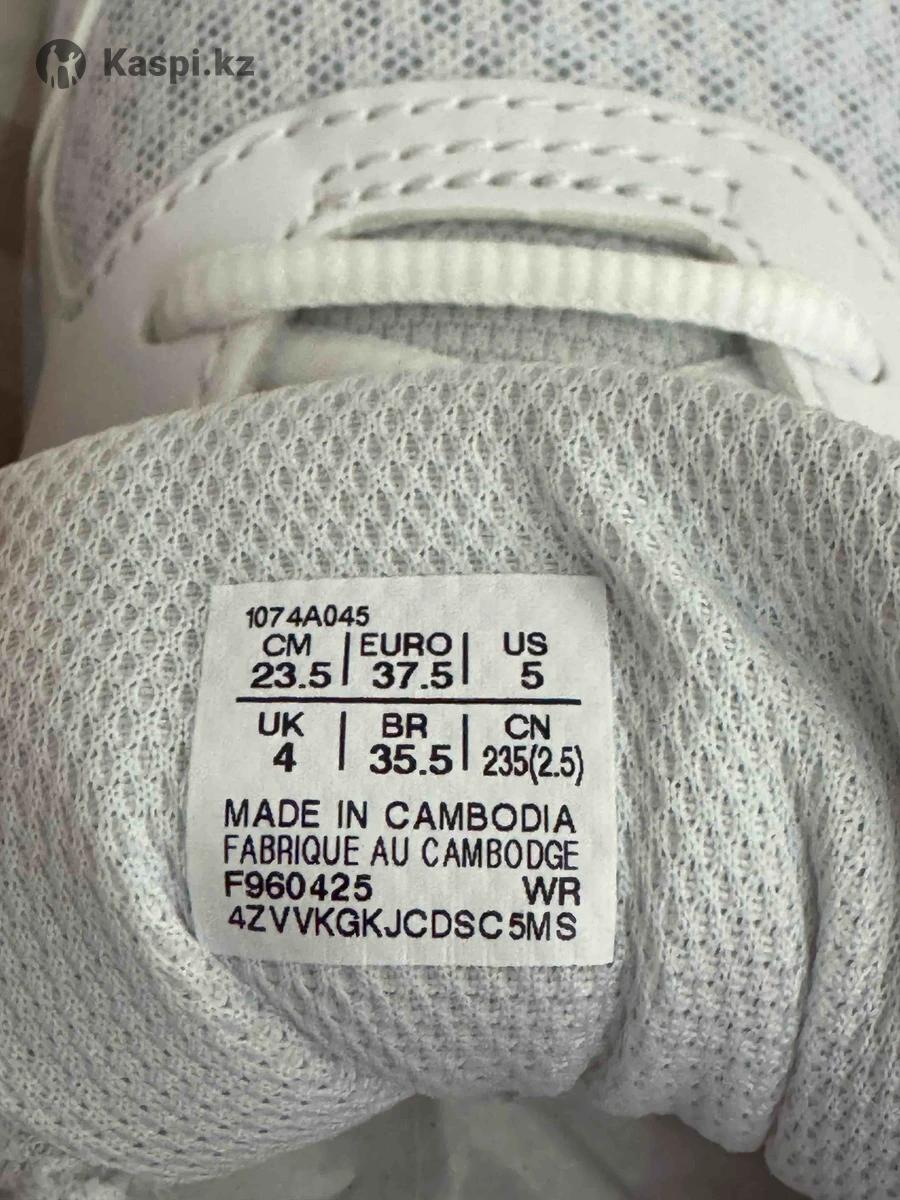 Kaspi.kz
1074A045
CM | EURO | US
23.5 | 37.5 | 5
UK | BR | CN
4 | 35.5 | 235(2.5)
MADE IN CAMBODIA
FABRIQUE AU CAMBODGE
F960425 WR
4ZVVKGKJCDSC5MS